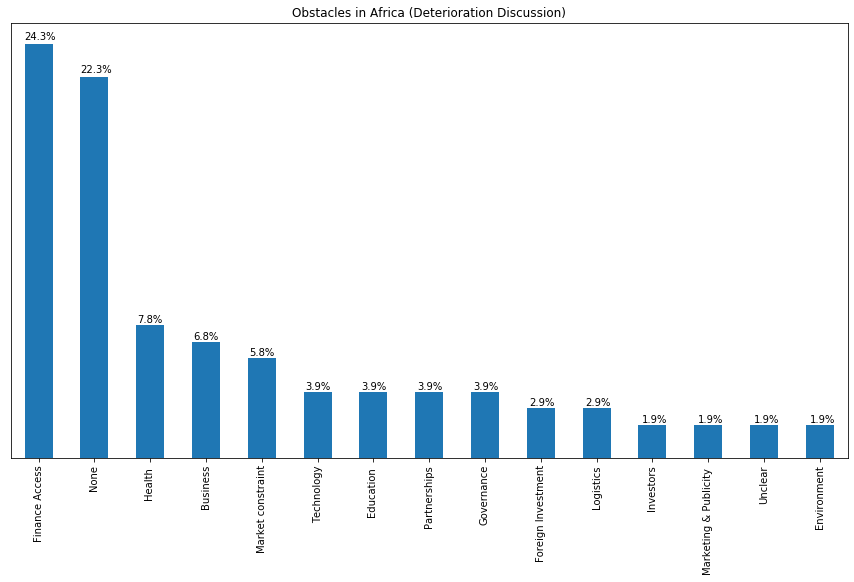 Obstacles in Africa (Deterioration Discussion)
24.3%
22.3%
7.8%
6.8%
5.8%
3.9%
3.9%
3.9%
3.9%
2.9%
2.9%
1.9%
1.9%
1.9%
1.9%
Finance Access
None
Health
Business
Market constraint
Technology
Education
Partnerships
Governance
Foreign Investment
Logistics
Investors
Marketing & Publicity
Unclear
Environment